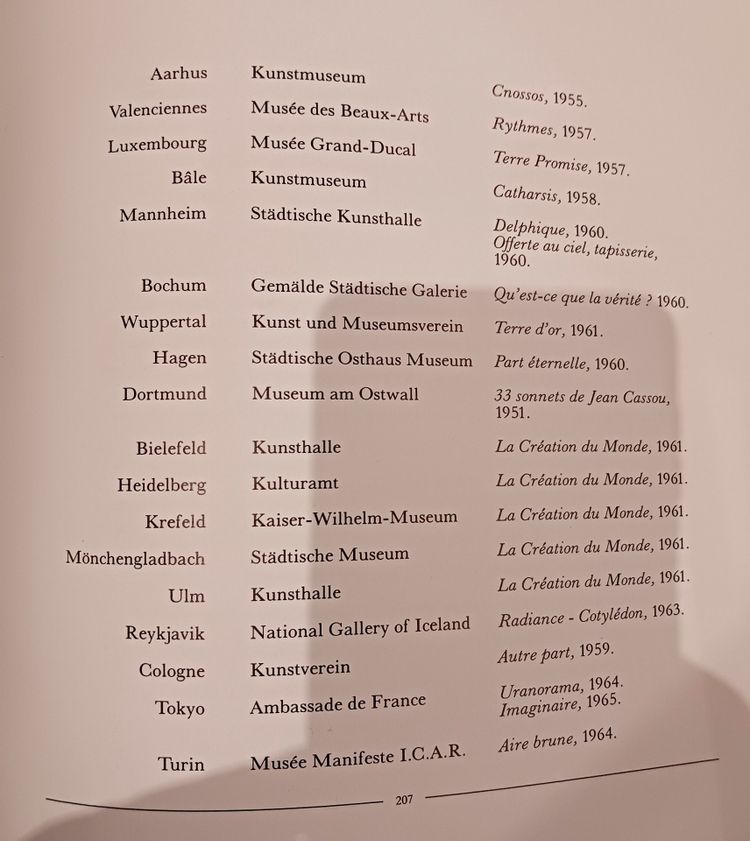 Aarhus Kunstmuseum Cnossos, 1955.
Valenciennes Musée des Beaux-Arts Rythmes, 1957.
Luxembourg Musée Grand-Ducal Terre Promise, 1957.
Bâle Kunstmuseum Catharsis, 1958.
Mannheim Städtische Kunsthalle Delphique, 1960.
Offerte au ciel, tapisserie,
1960.
Bochum Gemälde Städtische Galerie Qu'est-ce que la vérité ? 1960.
Wuppertal Kunst und Museumsverein Terre d'or, 1961.
Hagen Städtische Osthaus Museum Part éternelle, 1960.
Dortmund Museum am Ostwall 33 sonnets de Jean Cassou,
1951.
Bielefeld Kunsthalle La Création du Monde, 1961.
Heidelberg Kulturamt La Création du Monde, 1961.
Krefeld Kaiser-Wilhelm-Museum La Création du Monde, 1961.
Mönchengladbach Städtische Museum La Création du Monde, 1961.
Ulm Kunsthalle La Création du Monde, 1961.
Reykjavik National Gallery of Iceland Radiance - Cotylédon, 1963.
Cologne Kunstverein Autre part, 1959.
Tokyo Ambassade de France Uranorama, 1964.
Imaginaire, 1965.
Turin Musée Manifeste I.C.A.R. Aire brune, 1964.
207